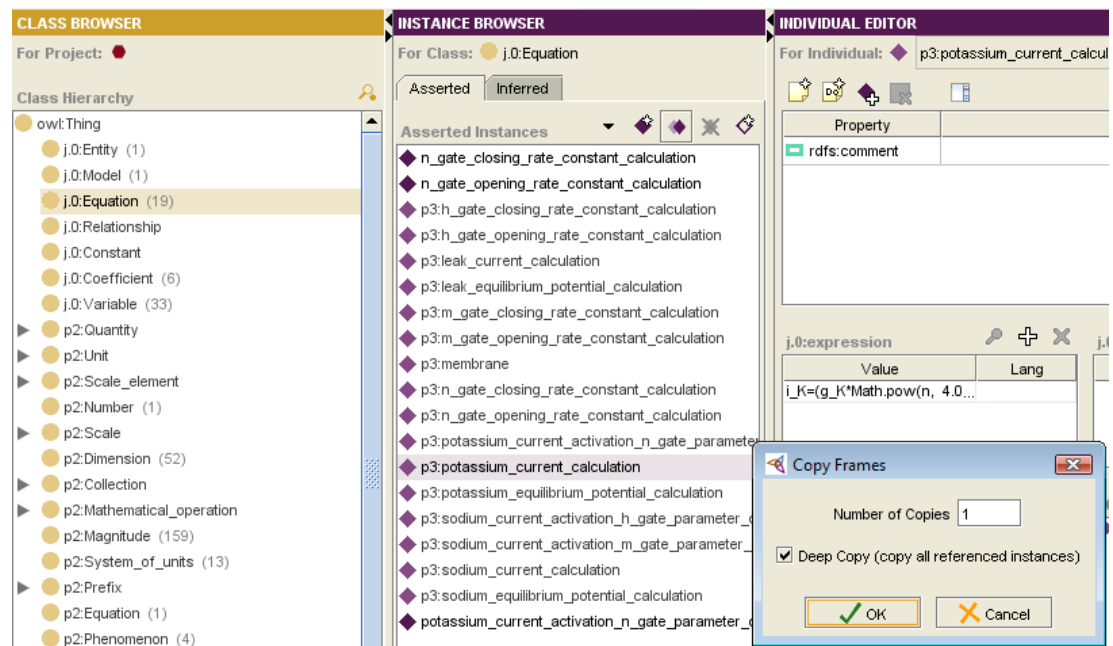 CLASS BROWSER
For Project:
Class Hierarchy
owl:Thing
j.0:Entity (1)
j.0:Model (1)
j.0:Equation (19)
j.0:Relationship
j.0:Constant
j.0:Coefficient (6)
j.0:Variable (33)
p2:Quantity
p2:Unit
p2:Scale_element
p2:Number (1)
p2:Scale
p2:Dimension (52)
p2:Collection
p2:Mathematical_operation
p2:Magnitude (159)
p2:System_of_units (13)
p2:Prefix
p2:Equation (1)
p2:Phenomenon (4)
INSTANCE BROWSER
For Class: j.0:Equation
Asserted Inferred
Asserted Instances
n_gate_closing_rate_constant_calculation
n_gate_opening_rate_constant_calculation
p3:h_gate_closing_rate_constant_calculation
p3:h_gate_opening_rate_constant_calculation
p3:leak_current_calculation
p3:leak_equilibrium_potential_calculation
p3:m_gate_closing_rate_constant_calculation
p3:m_gate_opening_rate_constant_calculation
p3:membrane
p3:n_gate_closing_rate_constant_calculation
p3:n_gate_opening_rate_constant_calculation
p3:potassium_current_activation_n_gate_parameter
p3:potassium_current_calculation
p3:potassium_equilibrium_potential_calculation
p3:sodium_current_activation_h_gate_parameter_
p3:sodium_current_activation_m_gate_parameter_
p3:sodium_current_calculation
p3:sodium_equilibrium_potential_calculation
potassium_current_activation_n_gate_parameter_
INDIVIDUAL EDITOR
For Individual: p3:potassium_current_calcul
Property
rdfs:comment
j.0:expression
Value Lang
i_K=(g_K*Math.pow(n, 4.0...
Copy Frames
Number of Copies 1
Deep Copy (copy all referenced instances)
OK Cancel